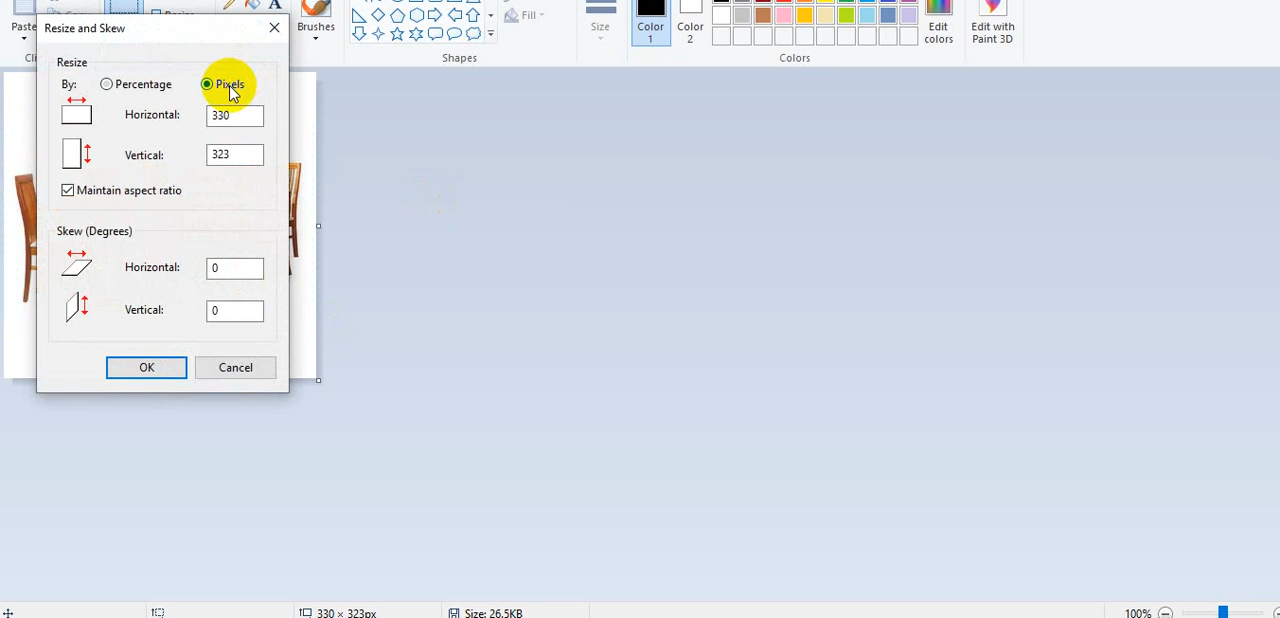 Paste
Brushes
Fill
Size
Color
1
Color
2
Edit
colors
Edit with
Paint 3D
Shapes
Colors
Resize and Skew
Resize
By:
Percentage
Pixels
Horizontal:
330
Vertical:
323
Maintain aspect ratio
Skew (Degrees)
Horizontal:
0
Vertical:
0
OK
Cancel
330 × 323px
Size: 26.5KB
100%